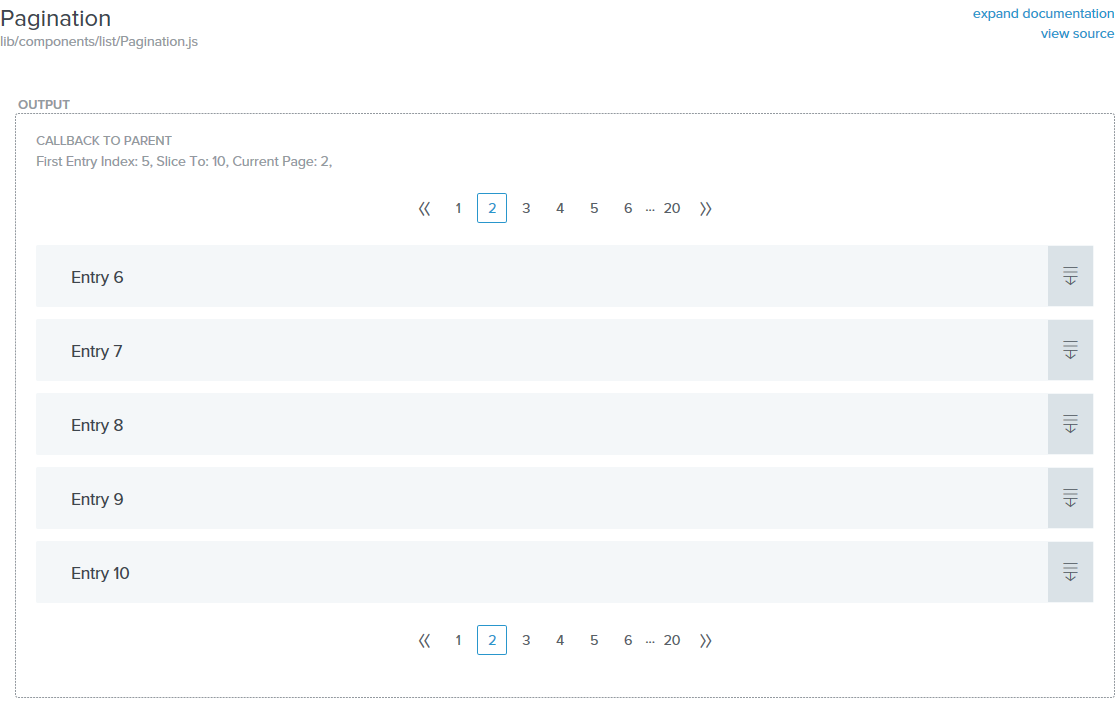 Pagination
expand documentation
lib/components/list/Pagination.js
view source
OUTPUT
CALLBACK TO PARENT
First Entry Index: 5, Slice To: 10, Current Page: 2,
1 2 3 4 5 6 ... 20
Entry 6
Entry 7
Entry 8
Entry 9
Entry 10
1 2 3 4 5 6 ... 20